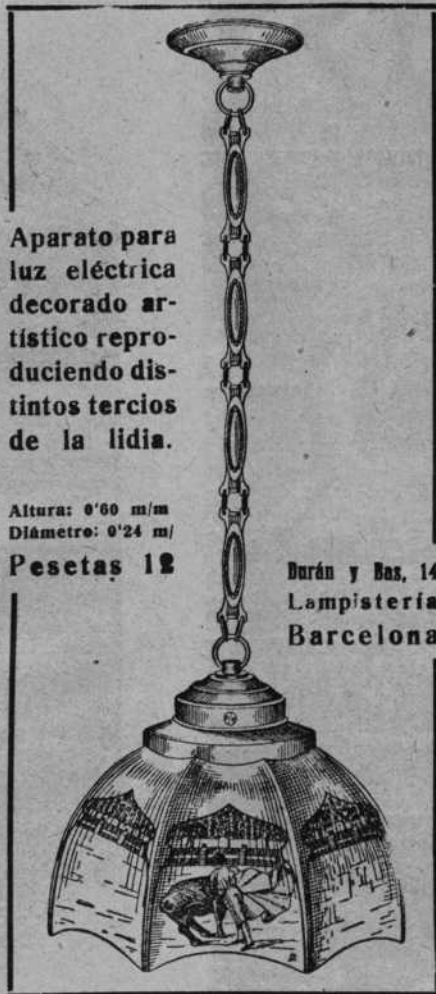 Aparato para
luz eléctrica
decorado ar-
tístico repro-
duciendo dis-
tintos tercios
de la lidia.
Altura: 0'60 m/m
Diámetro: 0'24 m/
Pesetas 12
Durán y Bas, 14
Lampistería
Barcelona